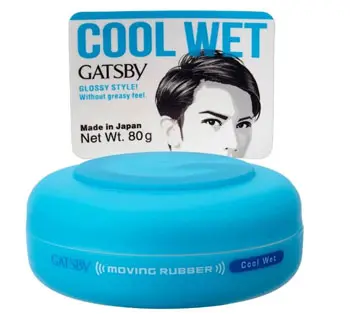 COOL WET
GATSBY
GLOSSY STYLE!
Without greasy feel.
Made in Japan
Net Wt. 80g
GATSBY (((MOVING RUBBER))) Cool Wet